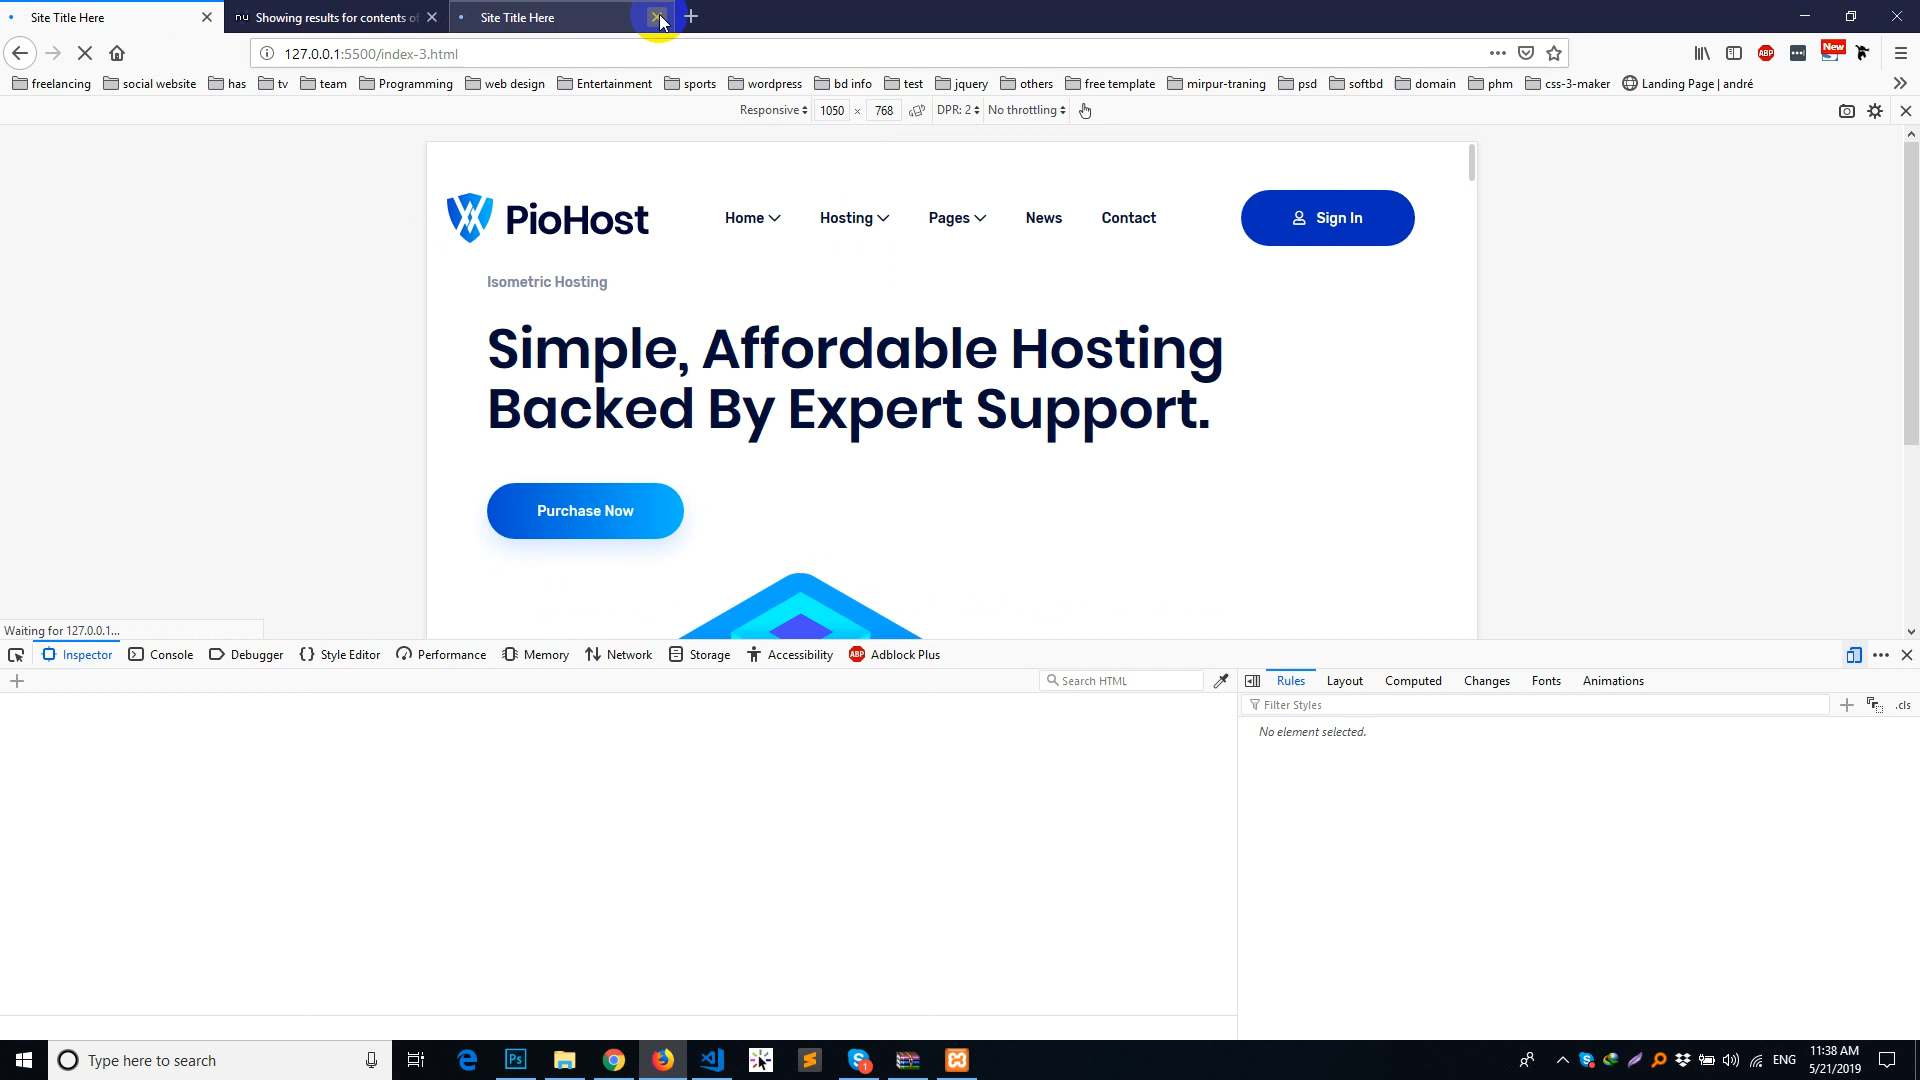 Site Title Here
nu Showing results for contents of
Site Title Here
127.0.0.1:5500/index-3.html
New
ABP
freelancing
social website
has
tv
team
Programming
web design
Entertainment
sports
wordpress
bd info
test
jquery
others
free template
mirpur-traning
psd
softbd
domain
phm
css-3-maker
Landing Page | andré
Responsive
1050 × 768
DPR: 2
No throttling
PioHost
Home
Hosting
Pages
News
Contact
Sign In
Isometric Hosting
Simple, Affordable Hosting
Backed By Expert Support.
Purchase Now
Waiting for 127.0.0.1...
Inspector
Console
Debugger
Style Editor
Performance
Memory
Network
Storage
Accessibility
ABP Adblock Plus
Search HTML
Rules
Layout
Computed
Changes
Fonts
Animations
Filter Styles
.cls
No element selected.
Type here to search
Ps
1
ENG
11:38 AM
5/21/2019